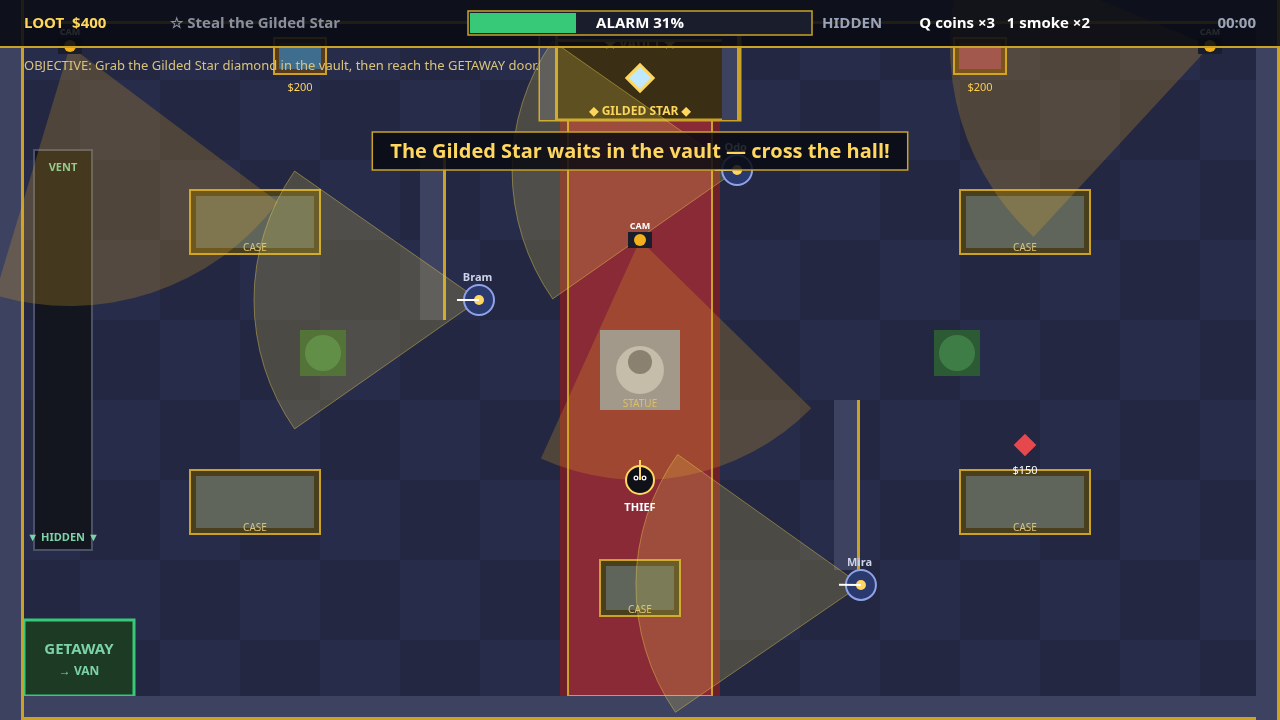 LOOT $400
☆ Steal the Gilded Star
ALARM 31%
HIDDEN
Q coins ×3 1 smoke ×2
00:00
CAM
CAM
OBJECTIVE: Grab the Gilded Star diamond in the vault, then reach the GETAWAY door.
$200
$200
◆ GILDED STAR ◆
The Gilded Star waits in the vault — cross the hall!
VENT
CAM
CASE
CASE
Bram
STATUE
$150
THIEF
CASE
CASE
▼ HIDDEN ▼
Mira
CASE
GETAWAY
→ VAN